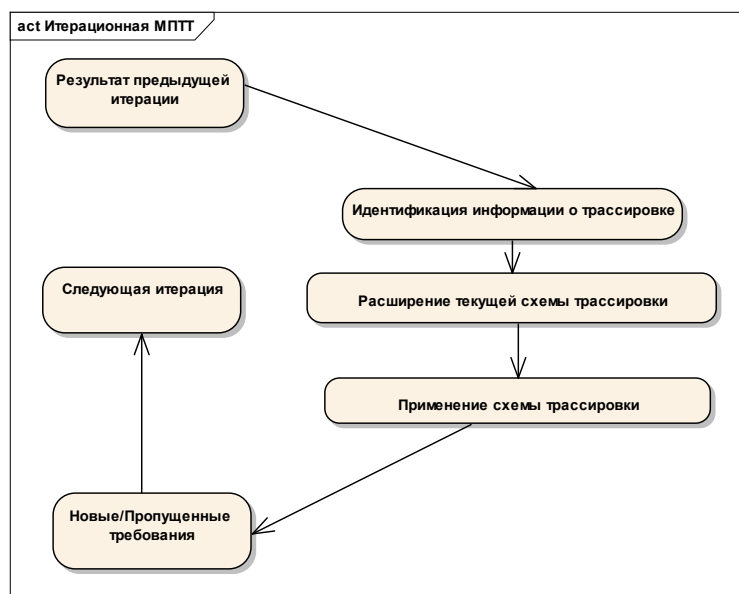 act Итерационная МПТТ
Результат предыдущей
итерации
Идентификация информации о трассировке
Расширение текущей схемы трассировки
Применение схемы трассировки
Новые/Пропущенные
требования
Следующая итерация